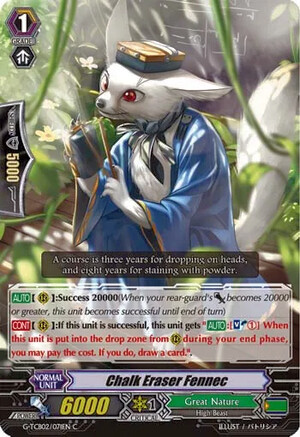 1
GRADE
5000
A course is three years for dropping on heads,
and eight years for staining with powder.
AUTO [ R ]:Success 20000(When your rear-guard's becomes 20000
or greater, this unit becomes successful until end of turn)
CONT [ R ]:If this unit is successful, this unit gets "AUTO:[V (1)] When
this unit is put into the drop zone from R during your end phase,
you may pay the cost. If you do, draw a card.".
NORMAL
UNIT
Chalk Eraser Fennec
6000
1
CRITICAL
Great Nature
High Beast
G-TCB02/071EN C
ILLUST / パトリシア